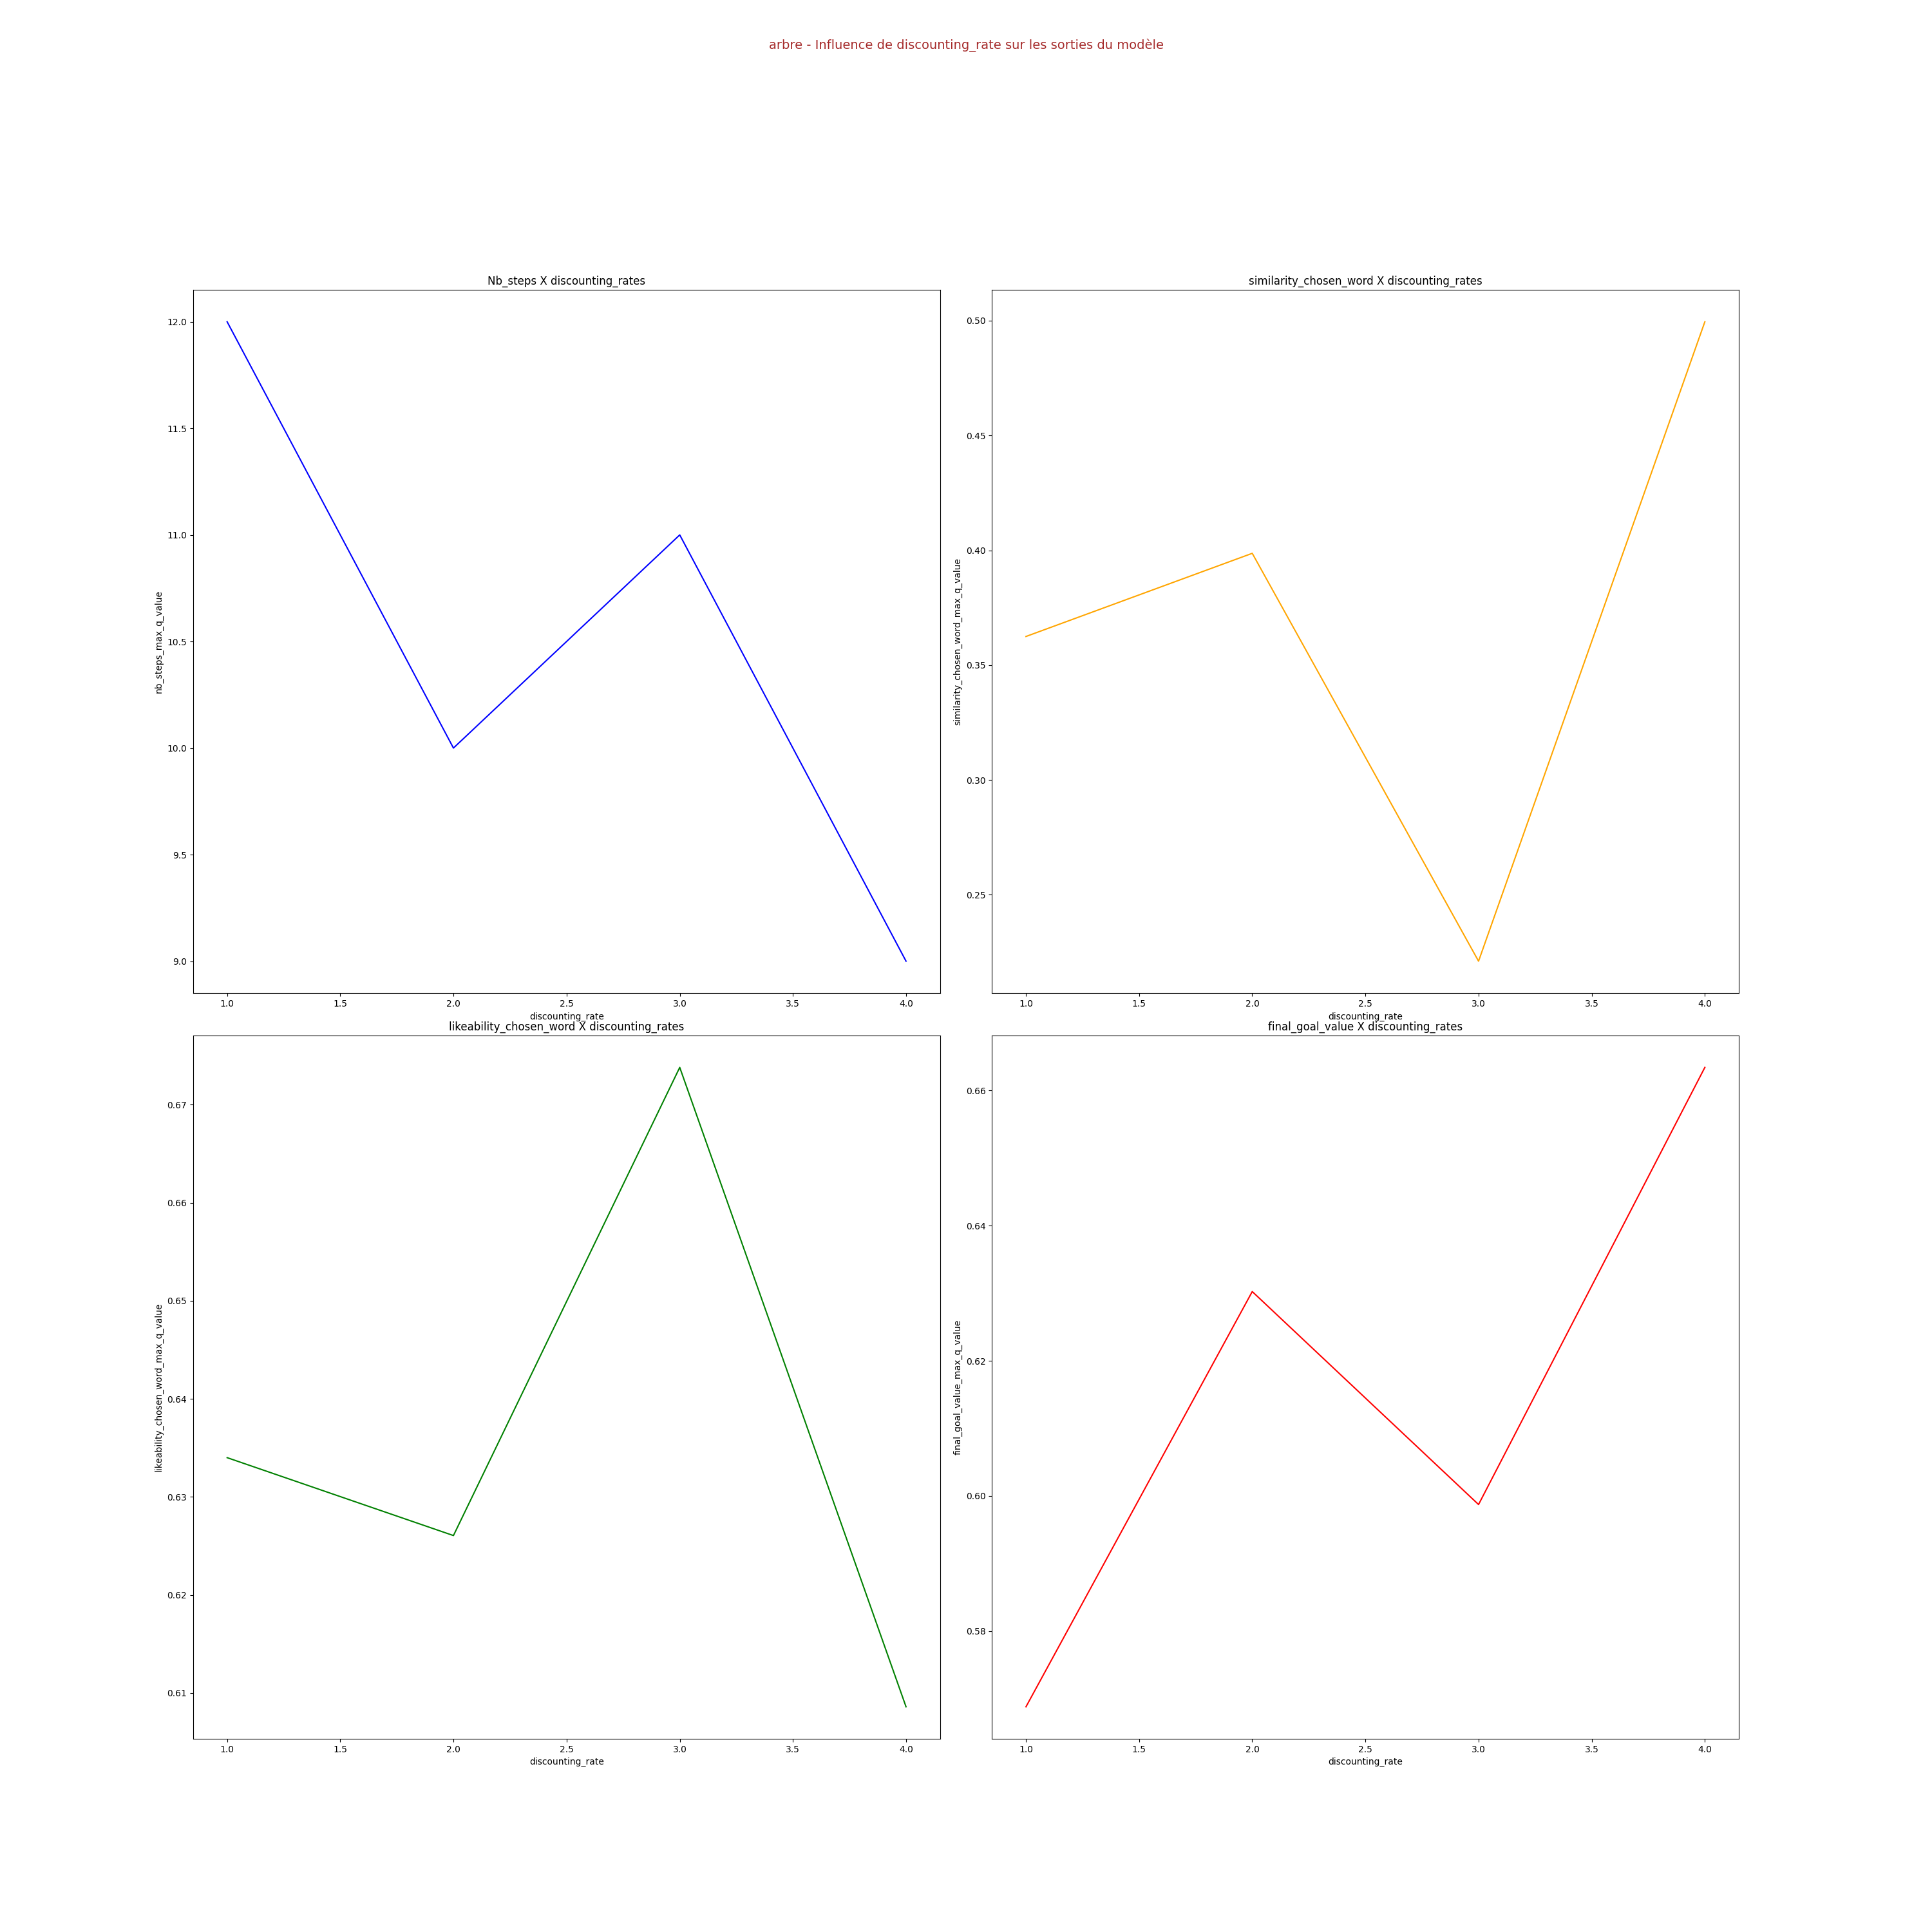 arbre - Influence de discounting_rate sur les sorties du modèle
Nb_steps X discounting_rates
12.0
11.5
11.0
10.5
10.0
9.5
9.0
nb_steps_max_q_value
1.0 1.5 2.0 2.5 3.0 3.5 4.0
discounting_rate
similarity_chosen_word X discounting_rates
0.50
0.45
0.40
0.35
0.30
0.25
similarity_chosen_word_max_q_value
1.0 1.5 2.0 2.5 3.0 3.5 4.0
discounting_rate
likeability_chosen_word X discounting_rates
0.67
0.66
0.65
0.64
0.63
0.62
0.61
likeability_chosen_word_max_q_value
1.0 1.5 2.0 2.5 3.0 3.5 4.0
discounting_rate
final_goal_value X discounting_rates
0.66
0.64
0.62
0.60
0.58
final_goal_value_max_q_value
1.0 1.5 2.0 2.5 3.0 3.5 4.0
discounting_rate